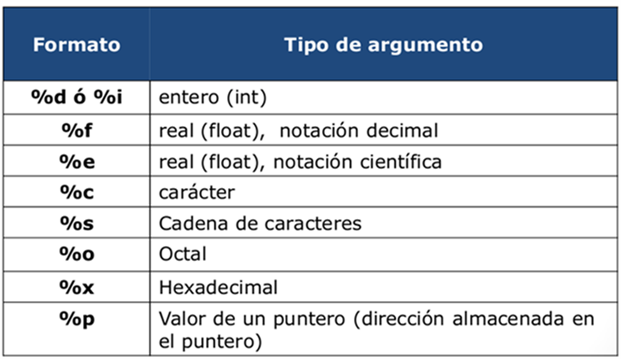 Formato Tipo de argumento
%d ó %i entero (int)
%f real (float), notación decimal
%e real (float), notación científica
%c carácter
%s Cadena de caracteres
%o Octal
%x Hexadecimal
%p Valor de un puntero (dirección almacenada en
el puntero)